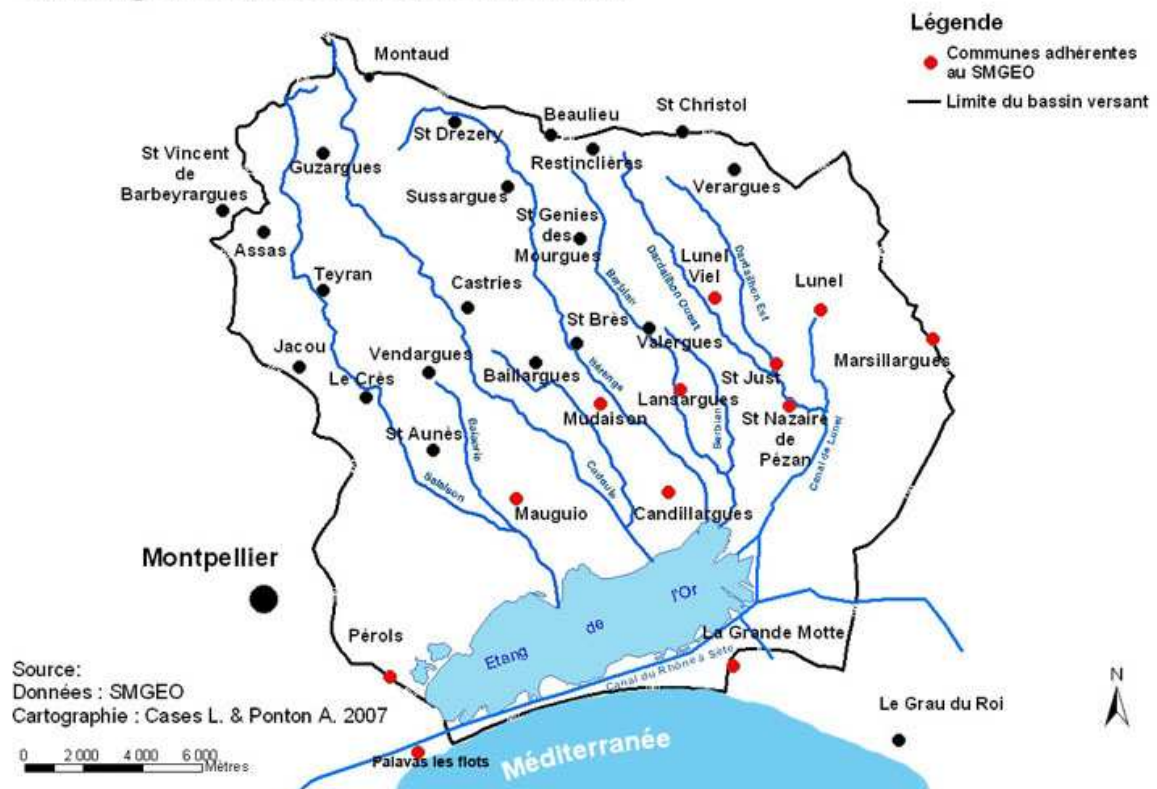 Légende
Communes adhérentes
au SMGEO
Limite du bassin versant
Montaud
St Christol
Beaulieu
St Drezery
Restinclières
St Vincent
de
Barbeyrargues
Guzargues
Verargues
Sussargues
St Genies
des
Mourgues
Assas
Lunel
Viel
Dardailhon Ouest
Dardailhon Est
Teyran
Castries
Berbian
Lunel
St Brès
Valergues
Jacou
Vendargues
Marsillargues
Le Crès
Baillargues
St Just
Lansargues
Mudaison
St Nazaire
de
Pézan
St Aunès
Berbian
Canal de Lunel
Salaison
Cadoule
Mauguio
Candillargues
Montpellier
Etang de l'Or
Pérols
La Grande Motte
Canal du Rhône à Sète
Source:
Données : SMGEO
Cartographie : Cases L. & Ponton A. 2007
N
Le Grau du Roi
0 2 000 4 000 6 000
Mètres
Palavas les flots
Méditerranée